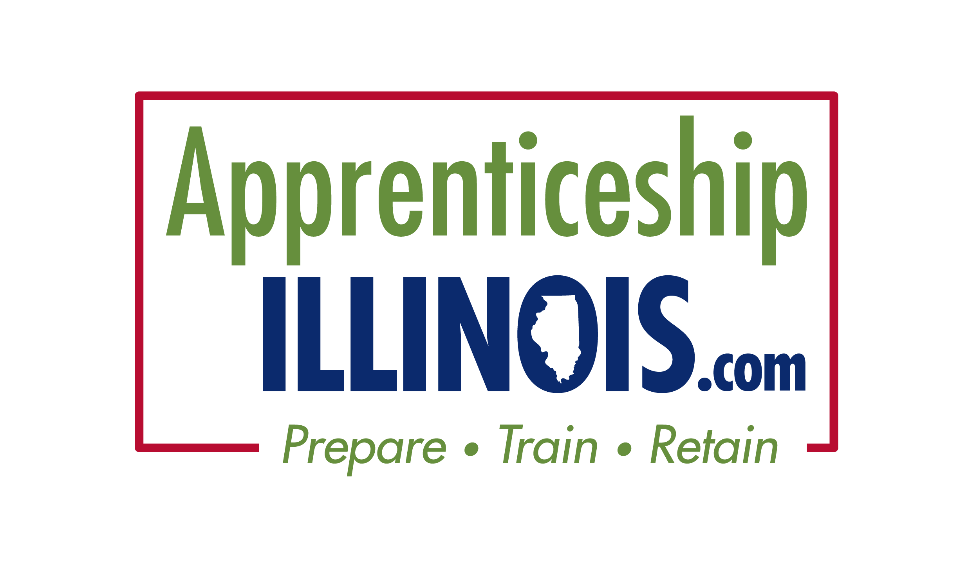 Apprenticeship
ILLINOIS.com
Prepare • Train • Retain